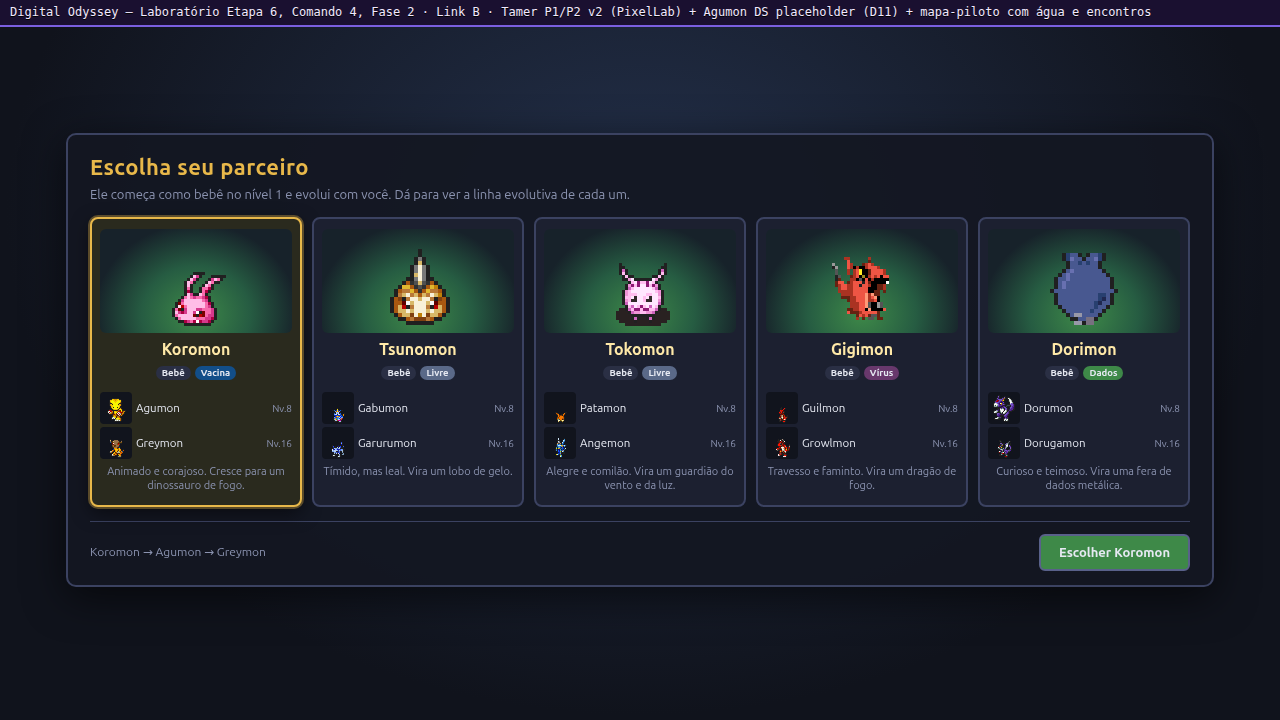 Digital Odyssey — Laboratório Etapa 6, Comando 4, Fase 2 · Link B · Tamer P1/P2 v2 (PixelLab) + Agumon DS placeholder (D11) + mapa-piloto com água e encontros
Escolha seu parceiro
Ele começa como bebê no nível 1 e evolui com você. Dá para ver a linha evolutiva de cada um.
Koromon
Bebê Vacina
Agumon Nv.8
Greymon Nv.16
Animado e corajoso. Cresce para um
dinossauro de fogo.
Tsunomon
Bebê Livre
Gabumon Nv.8
Garurumon Nv.16
Tímido, mas leal. Vira um lobo de gelo.
Tokomon
Bebê Livre
Patamon Nv.8
Angemon Nv.16
Alegre e comilão. Vira um guardião do
vento e da luz.
Gigimon
Bebê Vírus
Guilmon Nv.8
Growlmon Nv.16
Travesso e faminto. Vira um dragão de
fogo.
Dorimon
Bebê Dados
Dorumon Nv.8
Dorugamon Nv.16
Curioso e teimoso. Vira uma fera de
dados metálica.
Koromon → Agumon → Greymon
Escolher Koromon